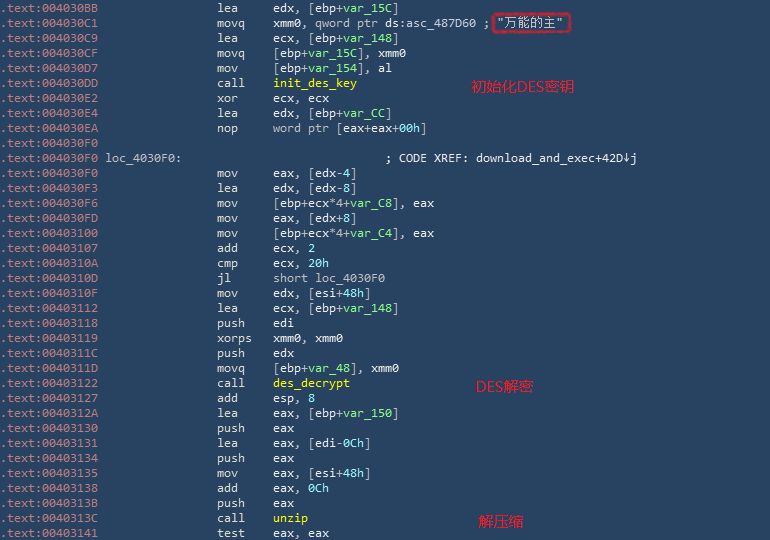 .text:004030BB lea edx, [ebp+var_15C]
.text:004030C1 movq xmm0, qword ptr ds:asc_487D60 ; "万能的主"
.text:004030C9 lea ecx, [ebp+var_148]
.text:004030CF movq [ebp+var_15C], xmm0
.text:004030D7 mov [ebp+var_154], al
.text:004030DD call init_des_key 初始化DES密钥
.text:004030E2 xor ecx, ecx
.text:004030E4 lea edx, [ebp+var_CC]
.text:004030EA nop word ptr [eax+eax+00h]
.text:004030F0
.text:004030F0 loc_4030F0: ; CODE XREF: download_and_exec+42D↓j
.text:004030F0 mov eax, [edx-4]
.text:004030F3 lea edx, [edx-8]
.text:004030F6 mov [ebp+ecx*4+var_C8], eax
.text:004030FD mov eax, [edx+8]
.text:00403100 mov [ebp+ecx*4+var_C4], eax
.text:00403107 add ecx, 2
.text:0040310A cmp ecx, 20h
.text:0040310D jl short loc_4030F0
.text:0040310F mov edx, [esi+48h]
.text:00403112 lea ecx, [ebp+var_148]
.text:00403118 push edi
.text:00403119 xorps xmm0, xmm0
.text:0040311C push edx
.text:0040311D movq [ebp+var_48], xmm0
.text:00403122 call des_decrypt DES解密
.text:00403127 add esp, 8
.text:0040312A lea eax, [ebp+var_150]
.text:00403130 push eax
.text:00403131 lea eax, [edi-0Ch]
.text:00403134 push eax
.text:00403135 mov eax, [esi+48h]
.text:00403138 add eax, 0Ch
.text:0040313B push eax
.text:0040313C call unzip 解压缩
.text:00403141 test eax, eax